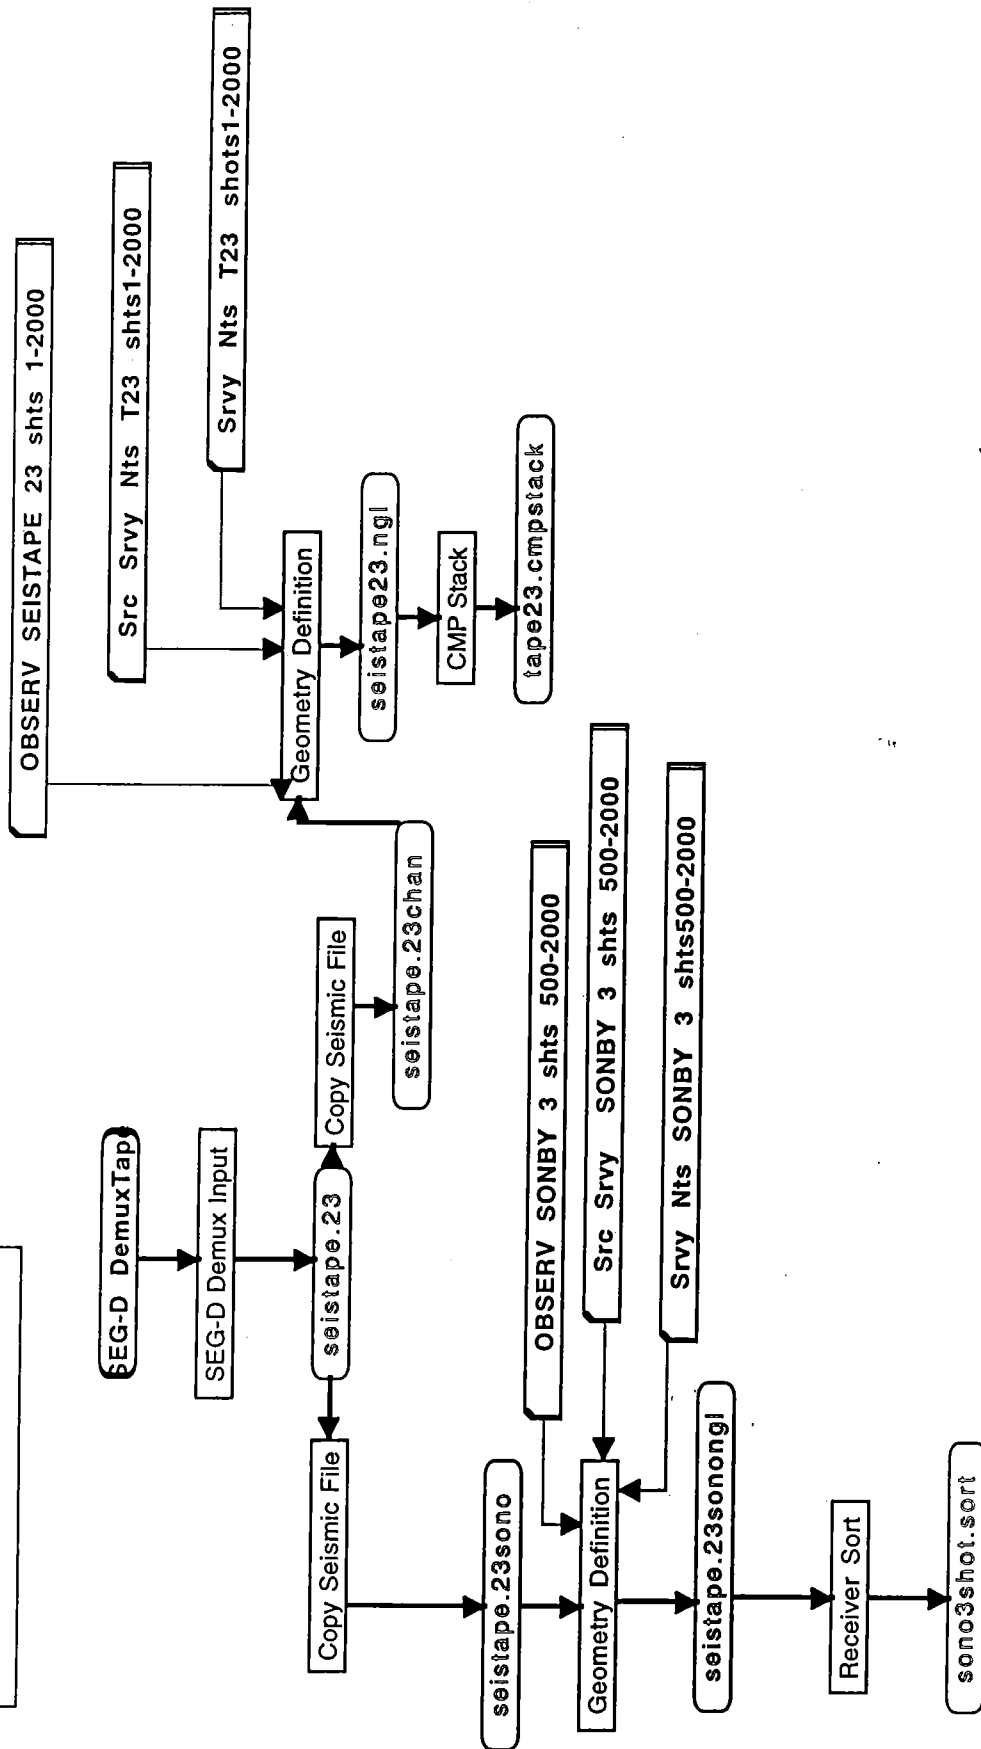 SEG-D DemuxTape
SEG-D Demux Input
seistape.23
Copy Seismic File
seistape.23sono
OBSERV SONBY 3 shts 500-2000
Src Srvy SONBY 3 shts 500-2000
Srvy Nts SONBY 3 shts500-2000
Geometry Definition
seistape.23sonongl
Receiver Sort
sono3shot.sort
Copy Seismic File
seistape.23chan
OBSERV SEISTAPE 23 shts 1-2000
Src Srvy Nts T23 shts1-2000
Srvy Nts T23 shots1-2000
Geometry Definition
seistape23.ngl
CMP Stack
tape23.cmpstack